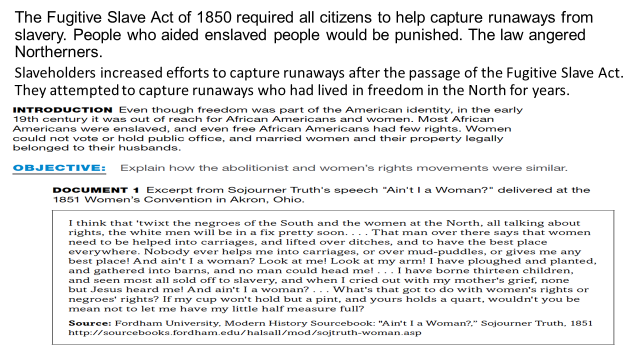 The Fugitive Slave Act of 1850 required all citizens to help capture runaways from
slavery. People who aided enslaved people would be punished. The law angered
Northerners.
Slaveholders increased efforts to capture runaways after the passage of the Fugitive Slave Act.
They attempted to capture runaways who had lived in freedom in the North for years.
INTRODUCTION Even though freedom was part of the American identity, in the early
19th century it was out of reach for African Americans and women. Most African
Americans were enslaved, and even free African Americans had few rights. Women
could not vote or hold public office, and married women and their property legally
belonged to their husbands.
OBJECTIVE: Explain how the abolitionist and women's rights movements were similar.
DOCUMENT 1 Excerpt from Sojourner Truth's speech "Ain't I a Woman?" delivered at the
1851 Women's Convention in Akron, Ohio.
I think that 'twixt the negroes of the South and the women at the North, all talking about
rights, the white men will be in a fix pretty soon. . . . That man over there says that women
need to be helped into carriages, and lifted over ditches, and to have the best place
everywhere. Nobody ever helps me into carriages, or over mud-puddles, or gives me any
best place! And ain't I a woman? Look at me! Look at my arm! I have ploughed and planted,
and gathered into barns, and no man could head me! . . . I have borne thirteen children,
and seen most all sold off to slavery, and when I cried out with my mother's grief, none
but Jesus heard me! And ain't I a woman? . . . What's that got to do with women's rights or
negroes' rights? If my cup won't hold but a pint, and yours holds a quart, wouldn't you be
mean not to let me have my little half measure full?
Source: Fordham University, Modern History Sourcebook: "Ain't I a Woman?," Sojourner Truth, 1851
http://sourcebooks.fordham.edu/halsall/mod/sojtruth-woman.asp